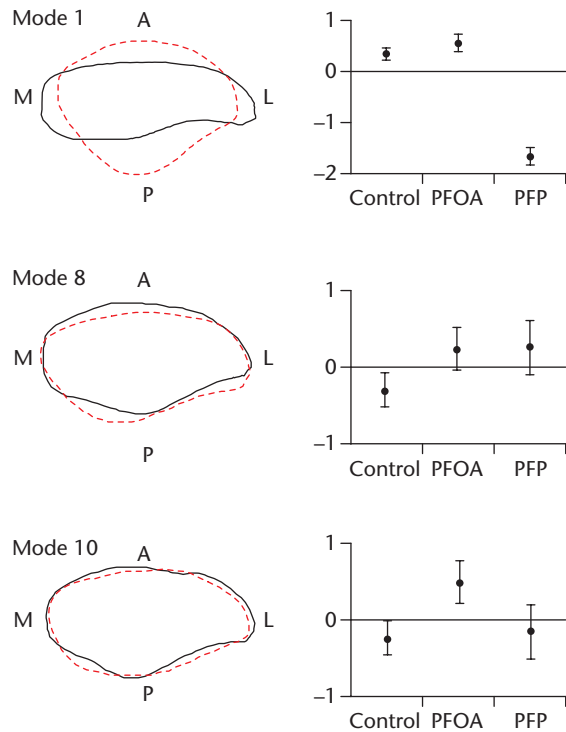 Mode 1
A
M
L
P
1
0
–1
–2
Control PFOA PFP
Mode 8
A
M
L
P
1
0
–1
Control PFOA PFP
Mode 10
A
M
L
P
1
0
–1
Control PFOA PFP